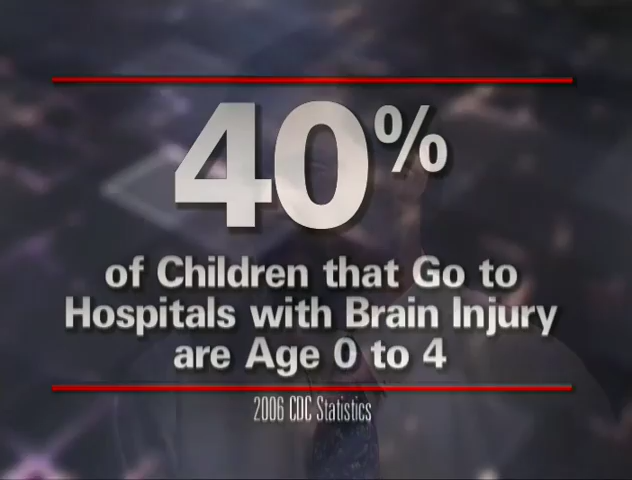 40%
of Children that Go to
Hospitals with Brain Injury
are Age 0 to 4
2006 CDC Statistics